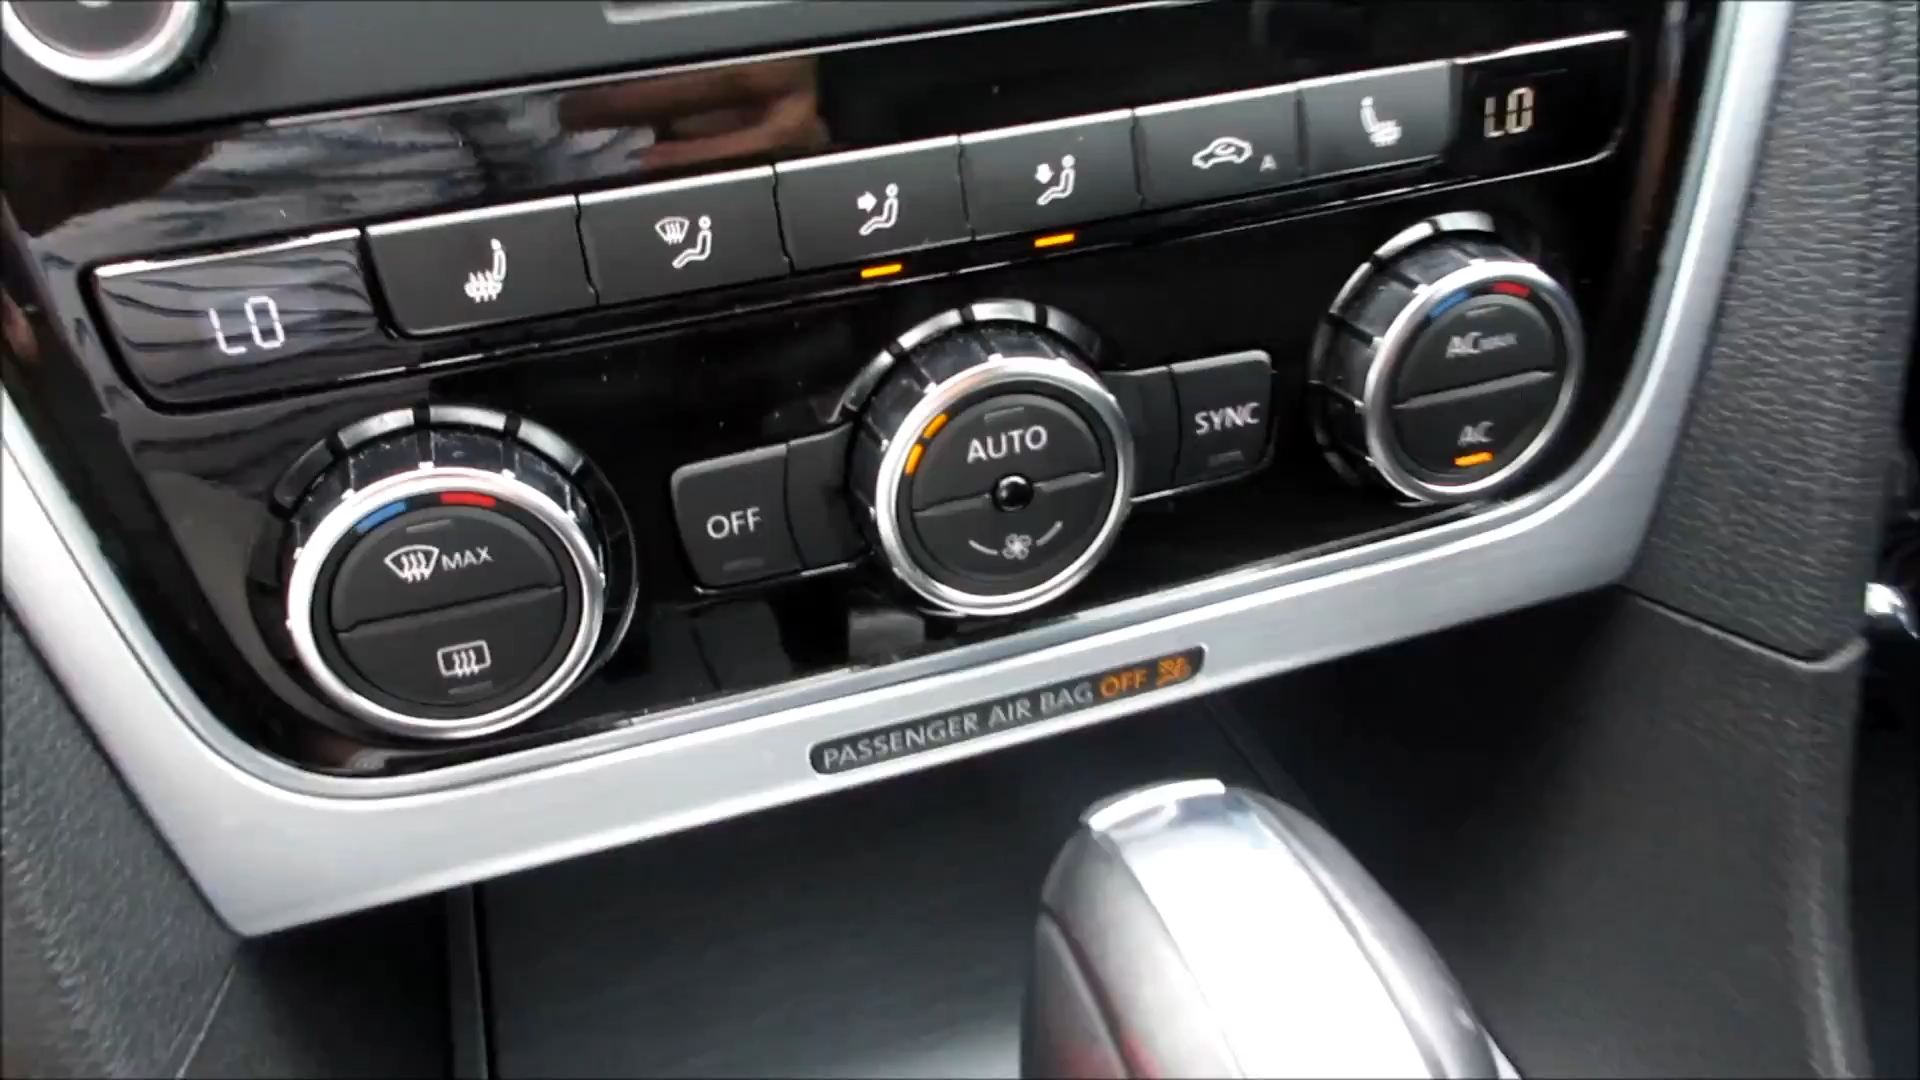 LO
A
LO
MAX
OFF
AUTO
SYNC
AC MAX
AC
PASSENGER AIR BAG OFF